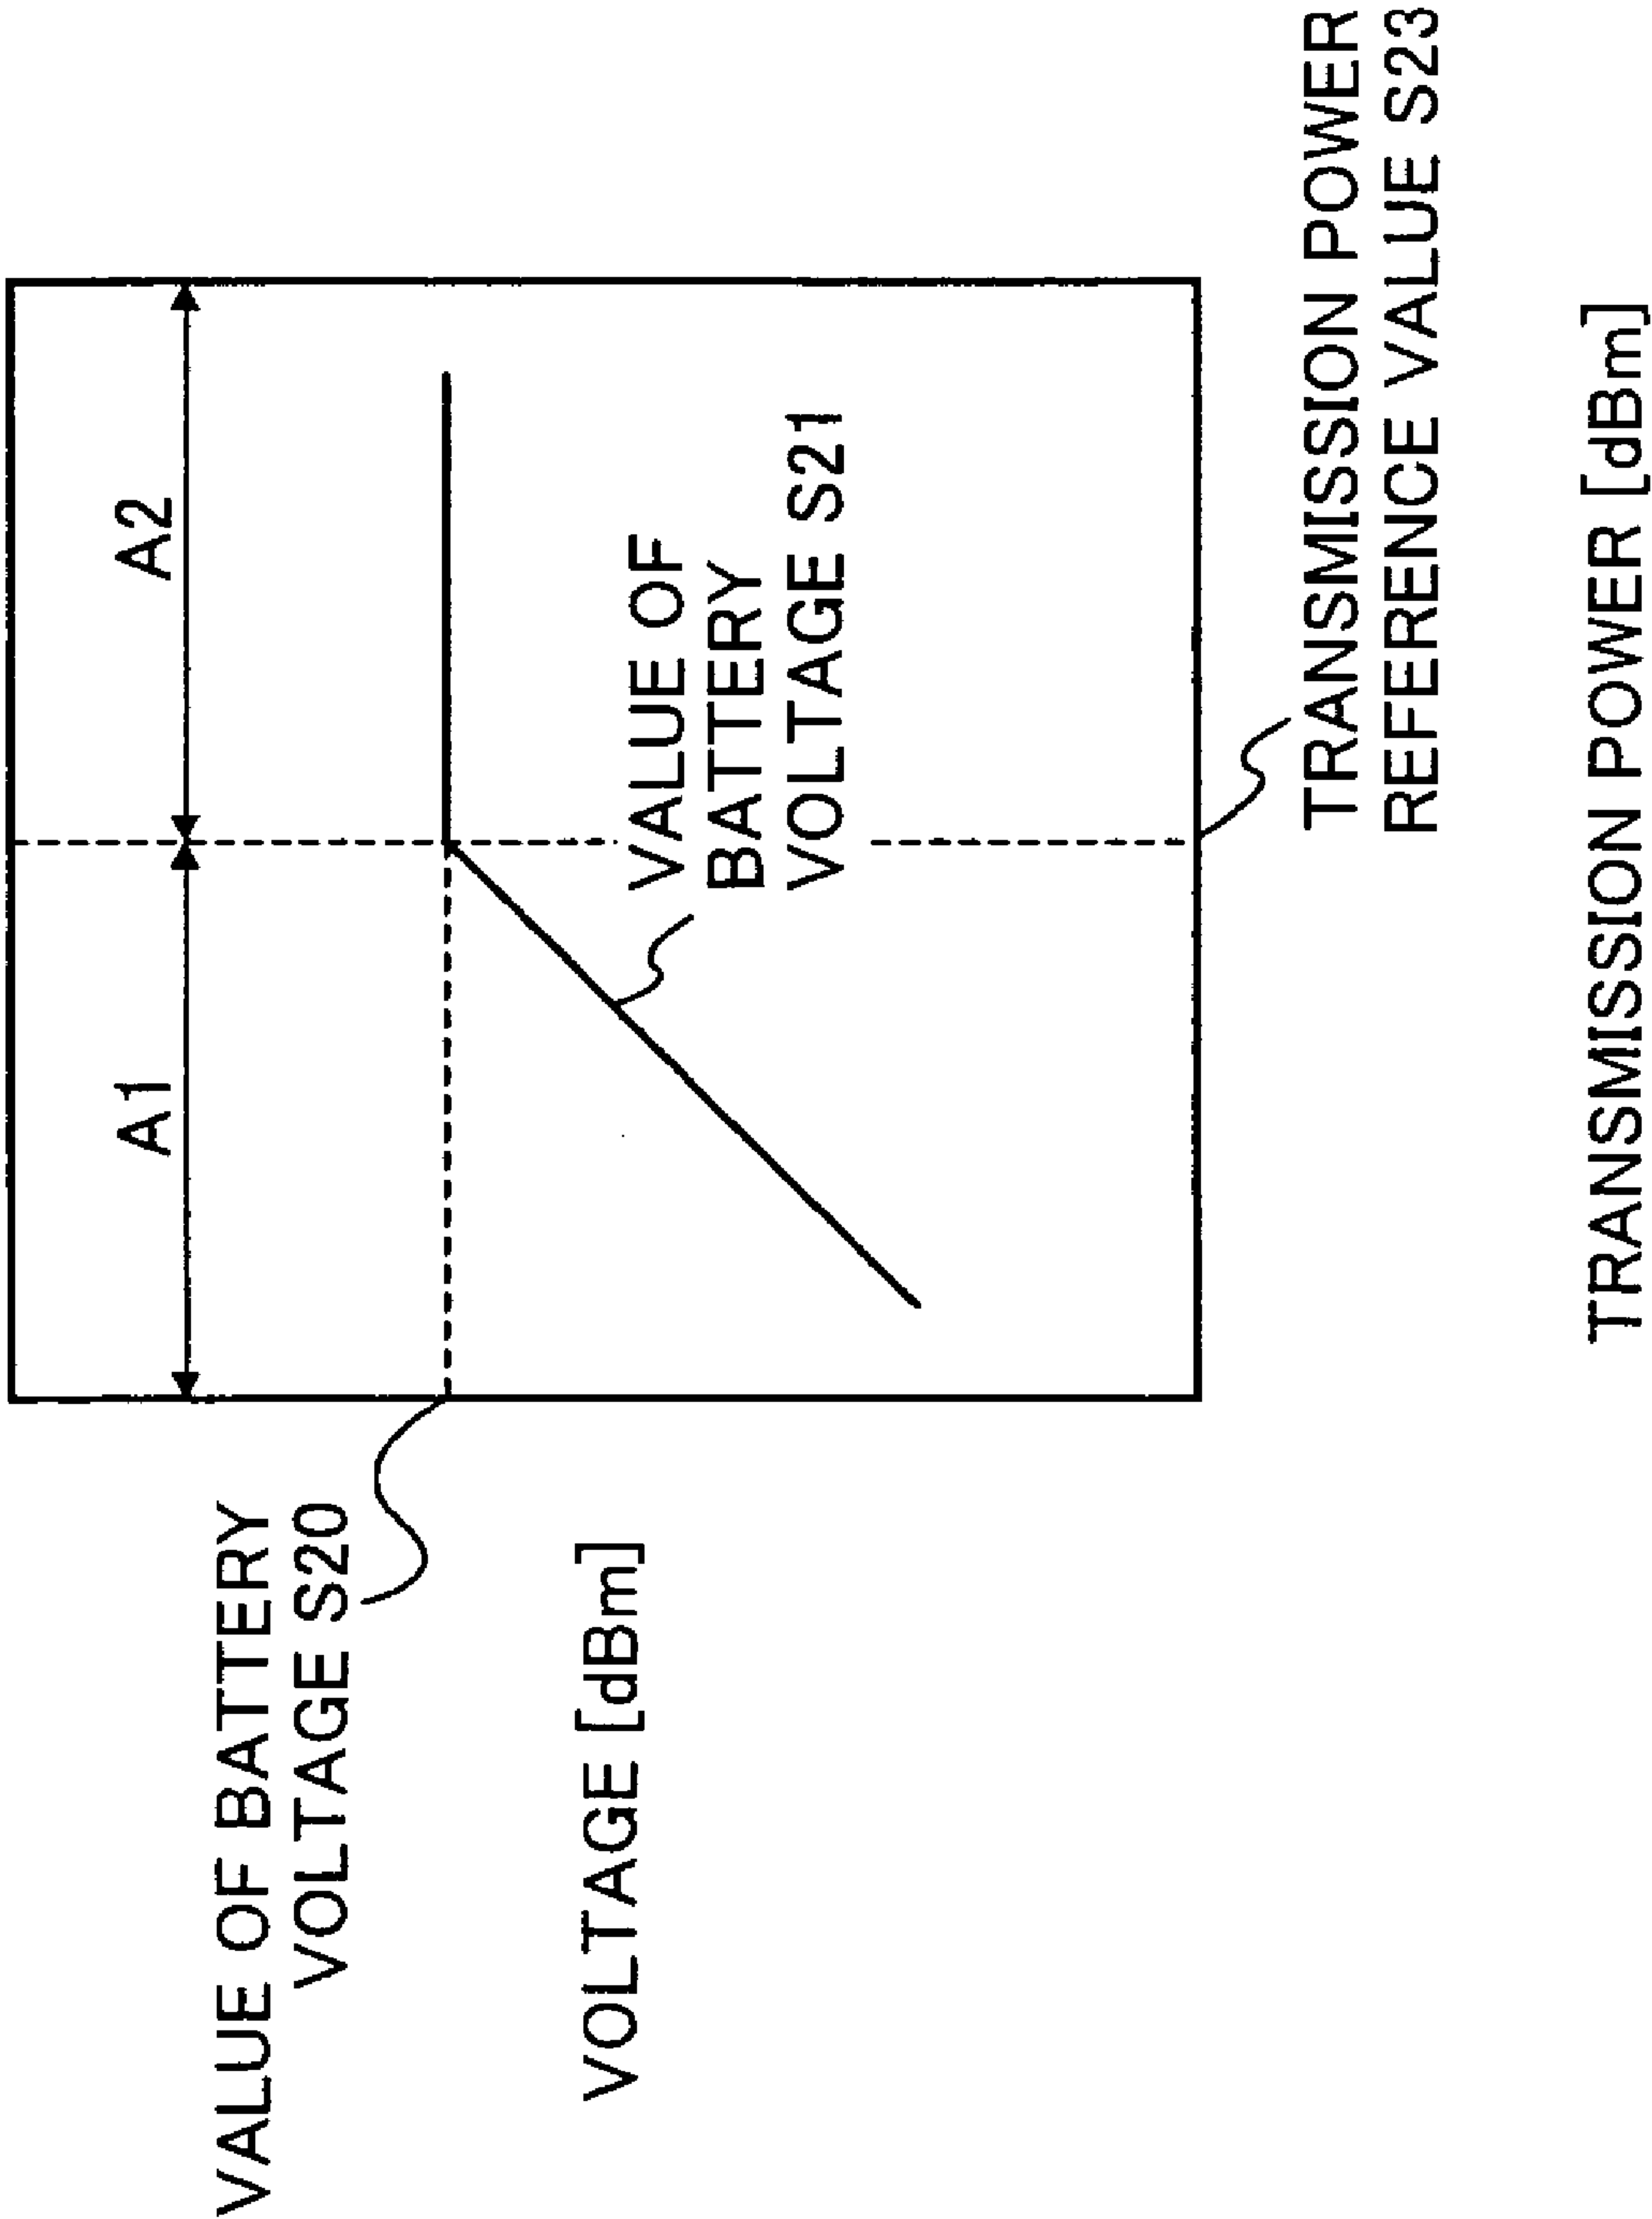 A1
A2
VALUE OF BATTERY
VOLTAGE S20
VOLTAGE [dBm]
VALUE OF
BATTERY
VOLTAGE S21
TRANSMISSION POWER
REFERENCE VALUE S23
TRANSMISSION POWER [dBm]